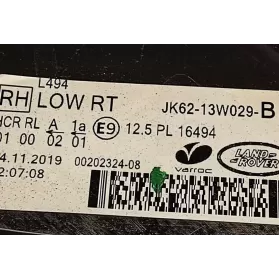 L494
RH LOW RT JK62-13W029-B
HCR RL A 1a E9 12.5 PL 16494
01 00 02 01
4.11.2019 00202324-08
2:07:08 varroc LAND ROVER